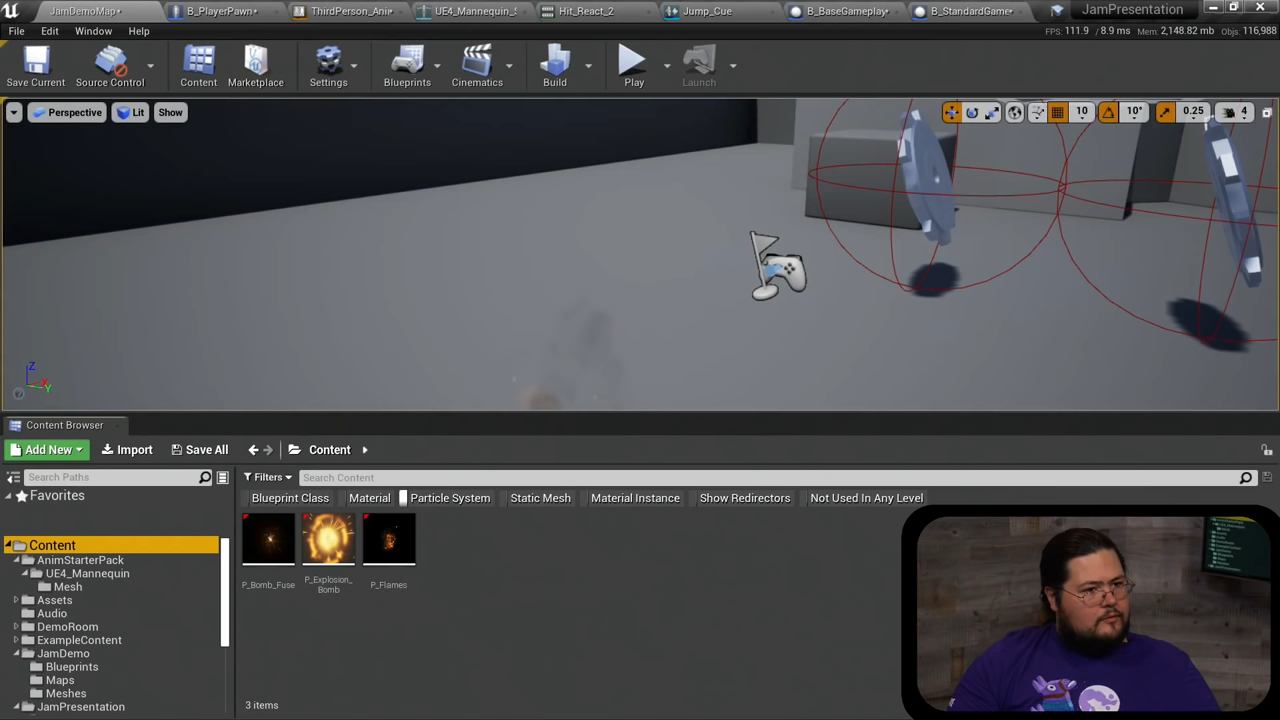 JamDemoMap*
B_PlayerPawn*
ThirdPerson_Ani
UE4_Mannequin_
Hit_React_2
Jump_Cue
B_BaseGameplay
B_StandardGame
JamPresentation
File Edit Window Help
FPS: 111.9 / 8.9 ms Mem: 2,148.82 mb Objs: 116,988
Save Current Source Control Content Marketplace Settings Blueprints Cinematics Build Play Launch
Perspective Lit Show
10 10° 0.25 4
Z
X
Y
Content Browser
Add New Import Save All Content
Search Paths
Filters Search Content
Favorites
Blueprint Class Material Particle System Static Mesh Material Instance Show Redirectors Not Used In Any Level
Content
AnimStarterPack
UE4_Mannequin
Mesh
Assets
Audio
DemoRoom
ExampleContent
JamDemo
Blueprints
Maps
Meshes
JamPresentation
P_Bomb_Fuse
P_Explosion_
Bomb
P_Flames
3 items